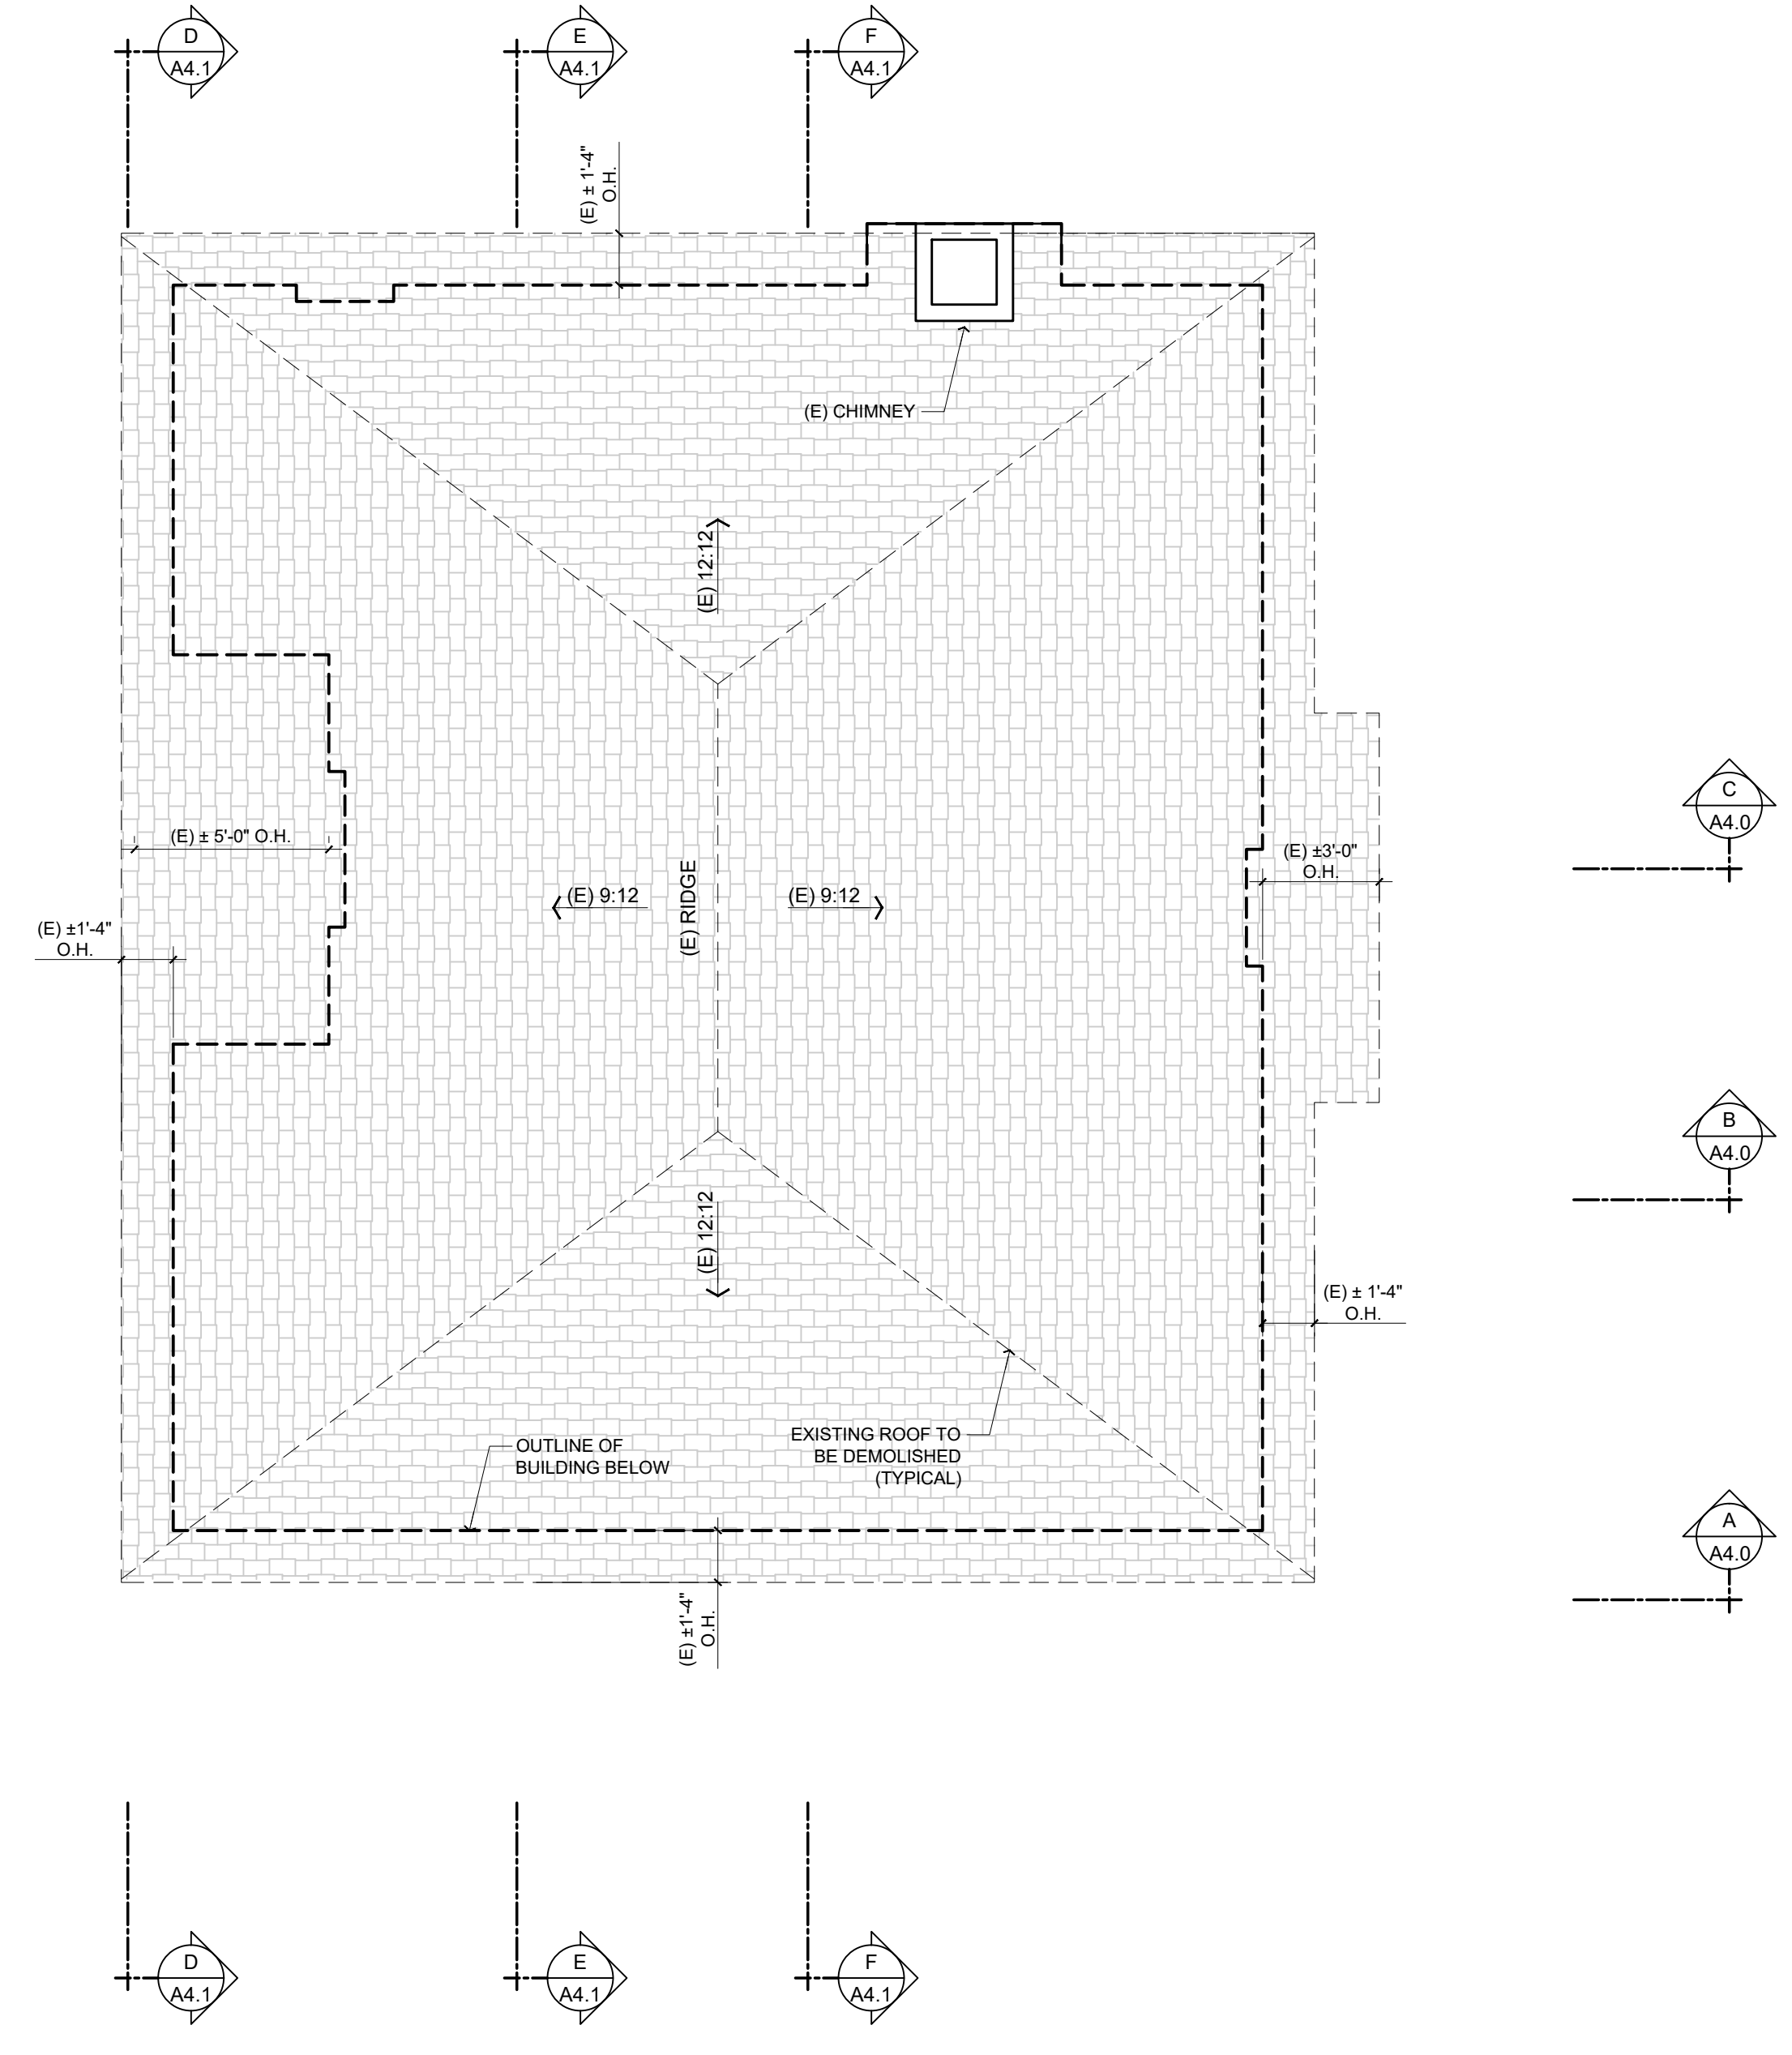 D
A4.1
E
A4.1
F
A4.1
(E) ± 1'-4"
O.H.
(E) CHIMNEY
(E) 12:12
C
A4.0
(E) ± 5'-0" O.H.
(E) ±3'-0"
O.H.
(E) RIDGE
(E) 9:12
(E) 9:12
(E) ±1'-4"
O.H.
B
A4.0
(E) 12:12
(E) ± 1'-4"
O.H.
OUTLINE OF
BUILDING BELOW
EXISTING ROOF TO
BE DEMOLISHED
(TYPICAL)
A
A4.0
(E) ±1'-4"
O.H.
D
A4.1
E
A4.1
F
A4.1